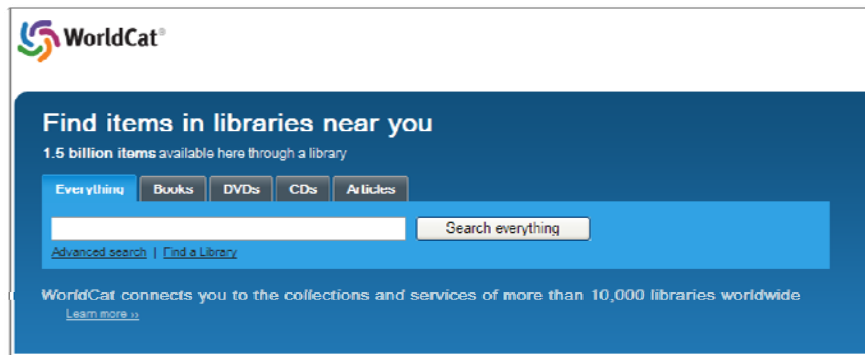 WorldCat®
Find items in libraries near you
1.5 billion items available here through a library
Everything Books DVDs CDs Articles
Search everything
Advanced search | Find a Library
WorldCat connects you to the collections and services of more than 10,000 libraries worldwide
Learn more »